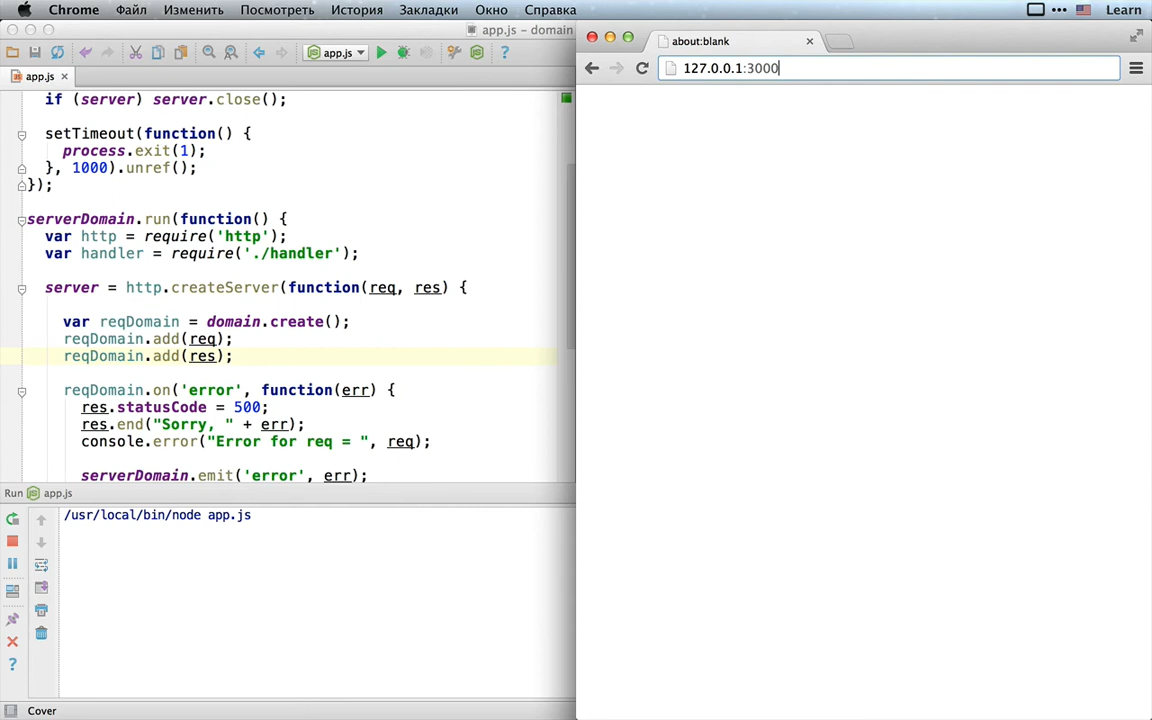 Chrome Файл Изменить Посмотреть История Закладки Окно Справка Learn
app.js – domain
app.js
app.js
if (server) server.close();
setTimeout(function() {
process.exit(1);
}, 1000).unref();
});
serverDomain.run(function() {
var http = require('http');
var handler = require('./handler');
server = http.createServer(function(req, res) {
var reqDomain = domain.create();
reqDomain.add(req);
reqDomain.add(res);
reqDomain.on('error', function(err) {
res.statusCode = 500;
res.end("Sorry, " + err);
console.error("Error for req = ", req);
serverDomain.emit('error', err);
Run app.js
/usr/local/bin/node app.js
Cover
about:blank
127.0.0.1:3000